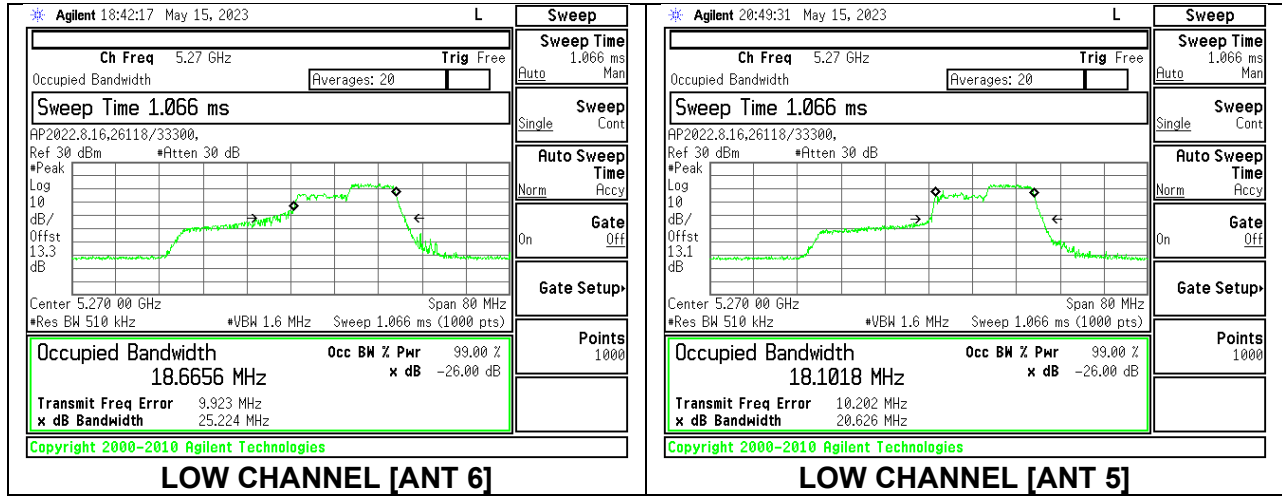 Agilent 18:42:17 May 15, 2023 L
Sweep
Ch Freq 5.27 GHz Trig Free
Occupied Bandwidth Averages: 20
Sweep Time 1.066 ms
AP2022.8.16,26118/33300,
Ref 30 dBm #Atten 30 dB
#Peak
Log
10
dB/
Offst
13.3
dB
Center 5.270 00 GHz Span 80 MHz
#Res BW 510 kHz #VBW 1.6 MHz Sweep 1.066 ms (1000 pts)
Occupied Bandwidth Occ BW % Pwr 99.00 %
18.6656 MHz x dB -26.00 dB
Transmit Freq Error 9.923 MHz
x dB Bandwidth 25.224 MHz
Copyright 2000-2010 Agilent Technologies
Sweep Time
1.066 ms
Auto Man
Sweep
Single Cont
Auto Sweep
Time
Norm Accy
Gate
On Off
Gate Setup
Points
1000
LOW CHANNEL [ANT 6]
Agilent 20:49:31 May 15, 2023 L
Sweep
Ch Freq 5.27 GHz Trig Free
Occupied Bandwidth Averages: 20
Sweep Time 1.066 ms
AP2022.8.16,26118/33300,
Ref 30 dBm #Atten 30 dB
#Peak
Log
10
dB/
Offst
13.1
dB
Center 5.270 00 GHz Span 80 MHz
#Res BW 510 kHz #VBW 1.6 MHz Sweep 1.066 ms (1000 pts)
Occupied Bandwidth Occ BW % Pwr 99.00 %
18.1018 MHz x dB -26.00 dB
Transmit Freq Error 10.202 MHz
x dB Bandwidth 20.626 MHz
Copyright 2000-2010 Agilent Technologies
Sweep Time
1.066 ms
Auto Man
Sweep
Single Cont
Auto Sweep
Time
Norm Accy
Gate
On Off
Gate Setup
Points
1000
LOW CHANNEL [ANT 5]